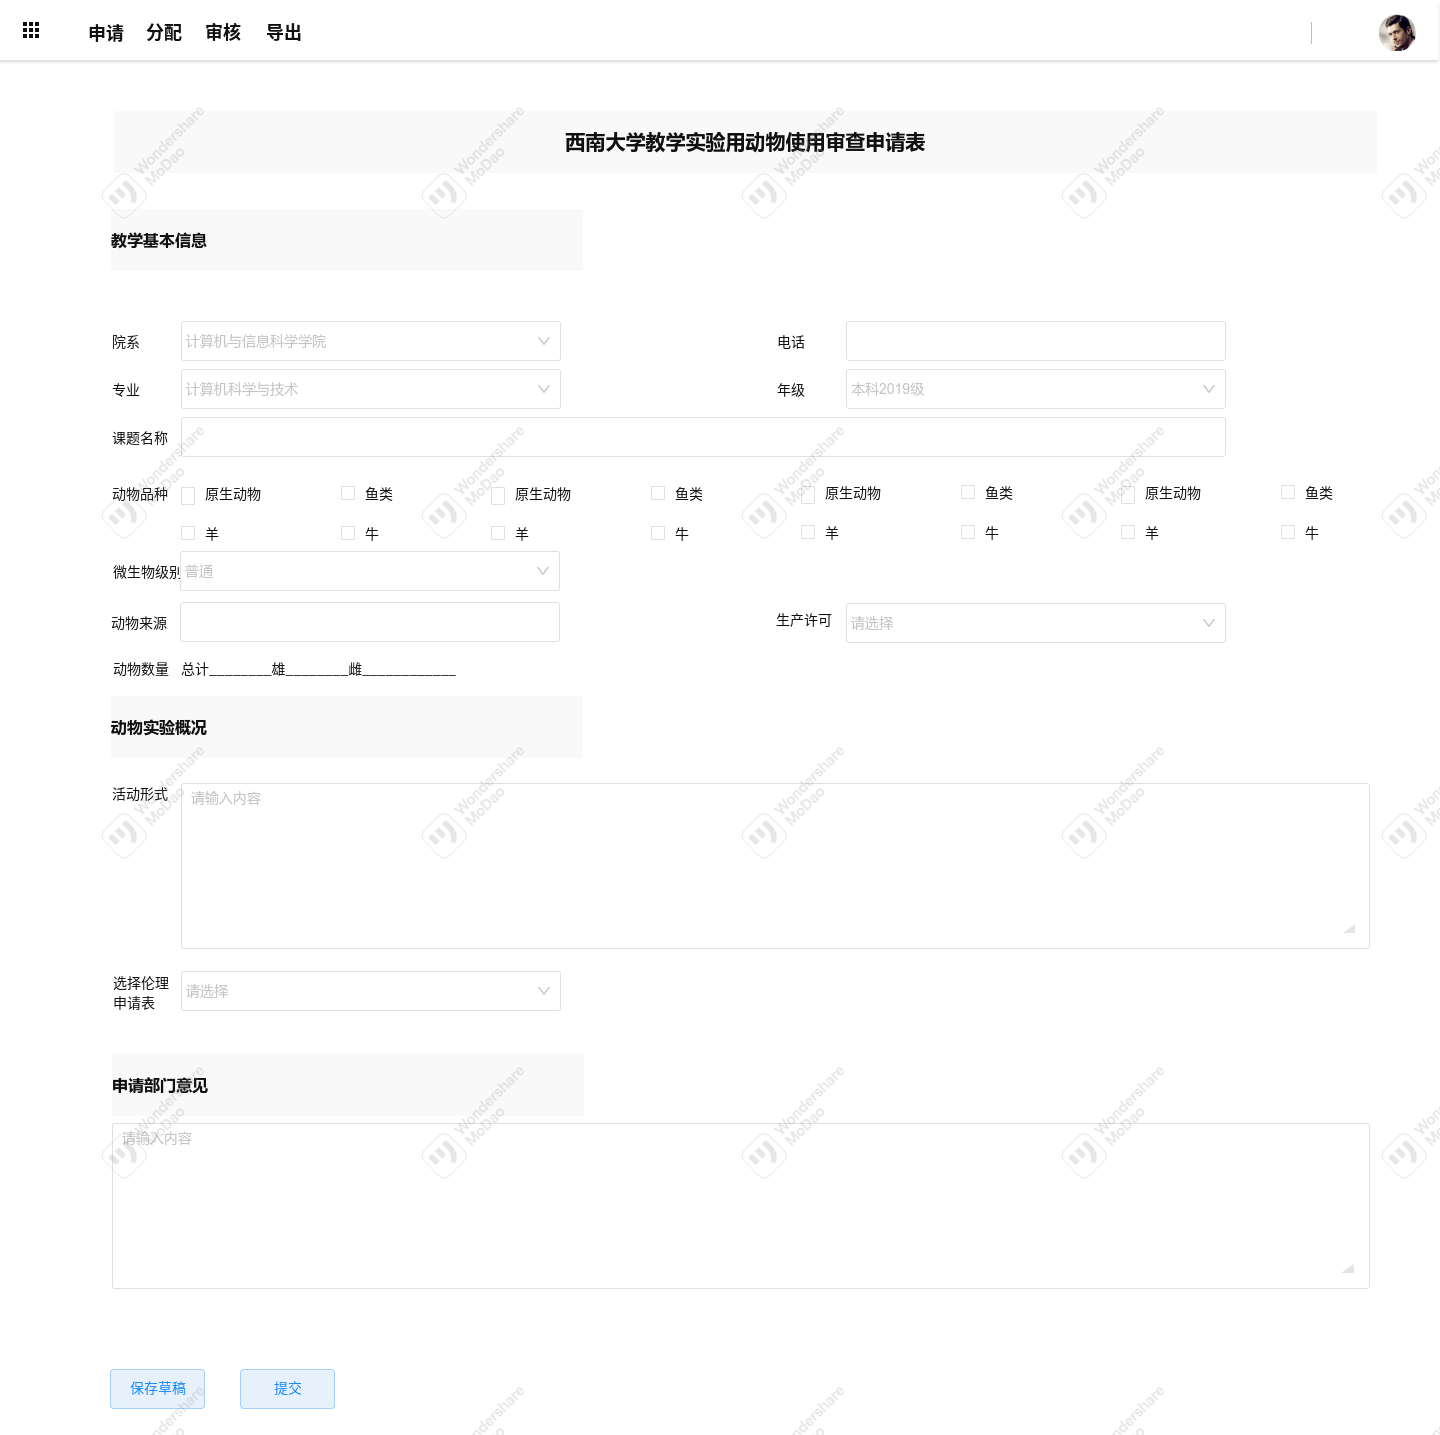 申请 分配 审核 导出
西南大学教学实验用动物使用审查申请表
教学基本信息
院系 计算机与信息科学学院 电话
专业 计算机科学与技术 年级 本科2019级
课题名称
动物品种 原生动物 鱼类 原生动物 鱼类 原生动物 鱼类 原生动物 鱼类
羊 牛 羊 牛 羊 牛 羊 牛
微生物级别 普通
动物来源 生产许可 请选择
动物数量 总计________雄________雌____________
动物实验概况
活动形式 请输入内容
选择伦理
申请表 请选择
申请部门意见
请输入内容
保存草稿 提交
Wondershare
MoDao